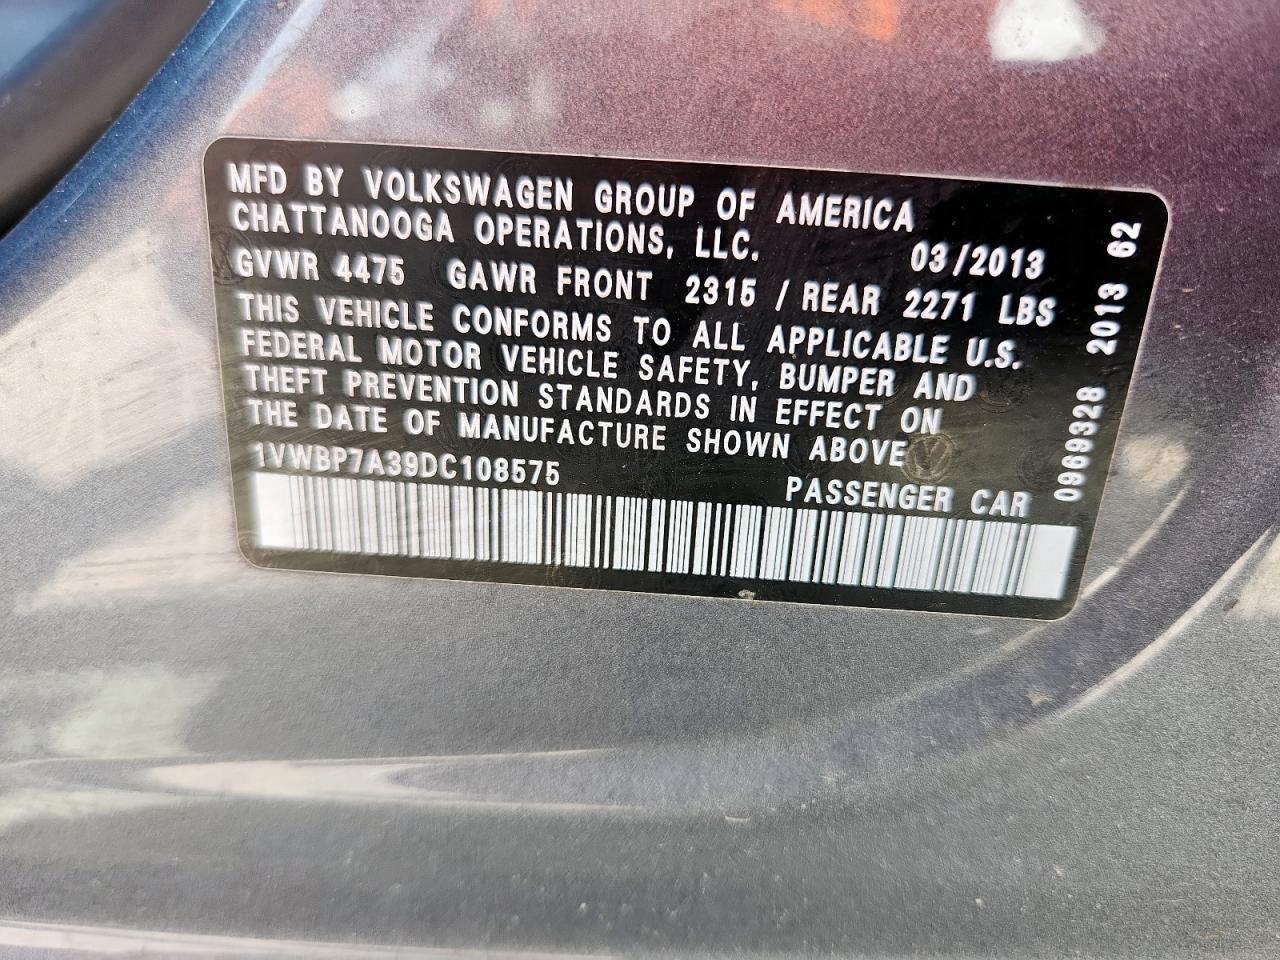 MFD BY VOLKSWAGEN GROUP OF AMERICA
CHATTANOOGA OPERATIONS, LLC. 03/2013
GVWR 4475 GAWR FRONT 2315 / REAR 2271 LBS
THIS VEHICLE CONFORMS TO ALL APPLICABLE U.S.
FEDERAL MOTOR VEHICLE SAFETY, BUMPER AND
THEFT PREVENTION STANDARDS IN EFFECT ON
THE DATE OF MANUFACTURE SHOWN ABOVE
1VWBP7A39DC108575 PASSENGER CAR
0969328 2013 62